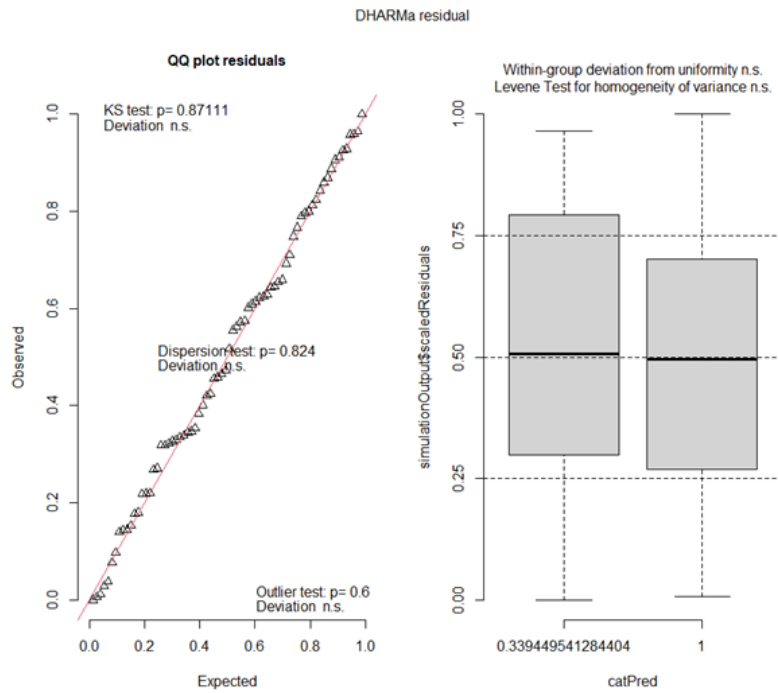 DHARMa residual
QQ plot residuals
KS test: p= 0.87111
Deviation n.s.
Dispersion test: p= 0.824
Deviation n.s.
Outlier test: p= 0.6
Deviation n.s.
Observed
0.0
0.2
0.4
0.6
0.8
1.0
0.0 0.2 0.4 0.6 0.8 1.0
Expected
Within-group deviation from uniformity n.s.
Levene Test for homogeneity of variance n.s.
simulationOutput$scaledResiduals
0.00
0.25
0.50
0.75
1.00
0.339449541284404 1
catPred